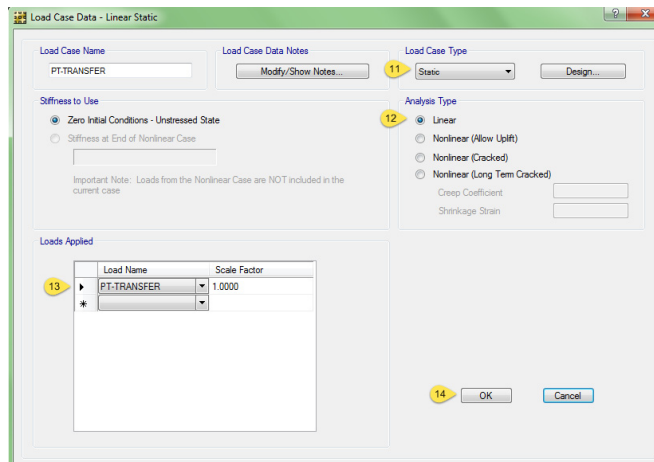 Load Case Data - Linear Static
Load Case Name
PT-TRANSFER
Load Case Data Notes
Modify/Show Notes...
Load Case Type
11
Static
Design...
Stiffness to Use
Zero Initial Conditions - Unstressed State
Stiffness at End of Nonlinear Case
Important Note: Loads from the Nonlinear Case are NOT included in the
current case
Analysis Type
12
Linear
Nonlinear (Allow Uplift)
Nonlinear (Cracked)
Nonlinear (Long Term Cracked)
Creep Coefficient
Shrinkage Strain
Loads Applied
Load Name Scale Factor
13 PT-TRANSFER 1.0000
14 OK Cancel